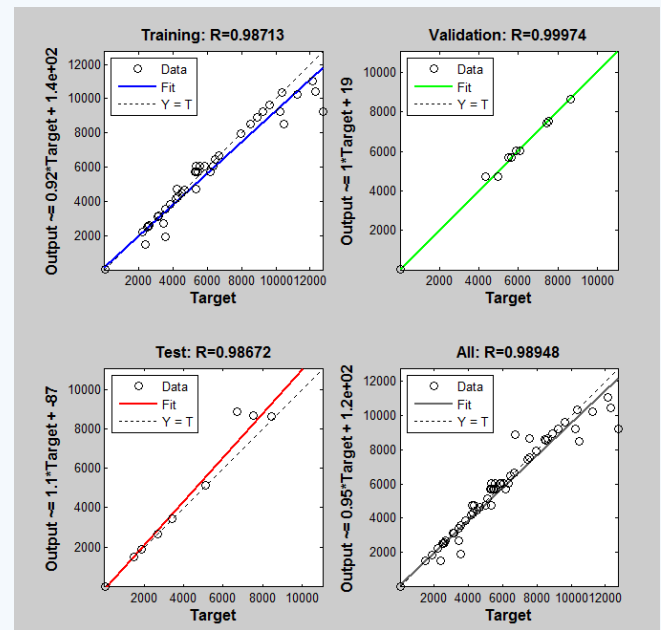 Training: R=0.98713
Output ~= 0.92*Target + 1.4e+02
12000
10000
8000
6000
4000
2000
Data
Fit
Y = T
2000 4000 6000 8000 10000 12000
Target
Validation: R=0.99974
Output ~= 1*Target + 19
10000
8000
6000
4000
2000
Data
Fit
Y = T
2000 4000 6000 8000 10000
Target
Test: R=0.98672
Output ~= 1.1*Target + -87
10000
8000
6000
4000
2000
Data
Fit
Y = T
2000 4000 6000 8000 10000
Target
All: R=0.98948
Output ~= 0.95*Target + 1.2e+02
12000
10000
8000
6000
4000
2000
Data
Fit
Y = T
2000 4000 6000 8000 10000 12000
Target